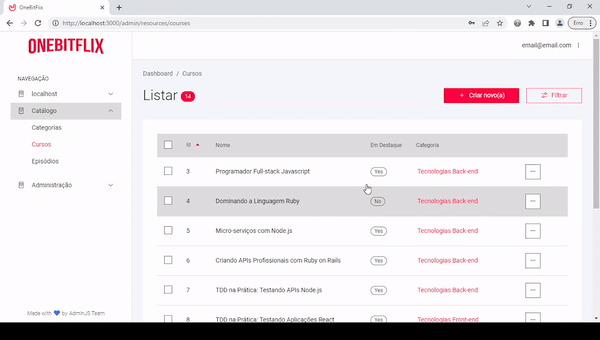 OneBitFlix
http://localhost:3000/admin/resources/courses
Erro
ONEBITFLIX
email@email.com
NAVEGAÇÃO
localhost
Catálogo
Categorias
Cursos
Episódios
Administração
Made with 💙 by AdminJS Team
Dashboard / Cursos
Listar 14
+ Criar novo(a)
Filtrar
Id Nome Em Destaque Categoria
3 Programador Full-stack Javascript Yes Tecnologias Back-end
4 Dominando a Linguagem Ruby No Tecnologias Back-end
5 Micro-serviços com Node.js Yes Tecnologias Back-end
6 Criando APIs Profissionais com Ruby on Rails Yes Tecnologias Back-end
7 TDD na Prática: Testando APIs Node.js Yes Tecnologias Back-end
8 TDD na Prática: Testando Aplicações React Yes Tecnologias Front-end